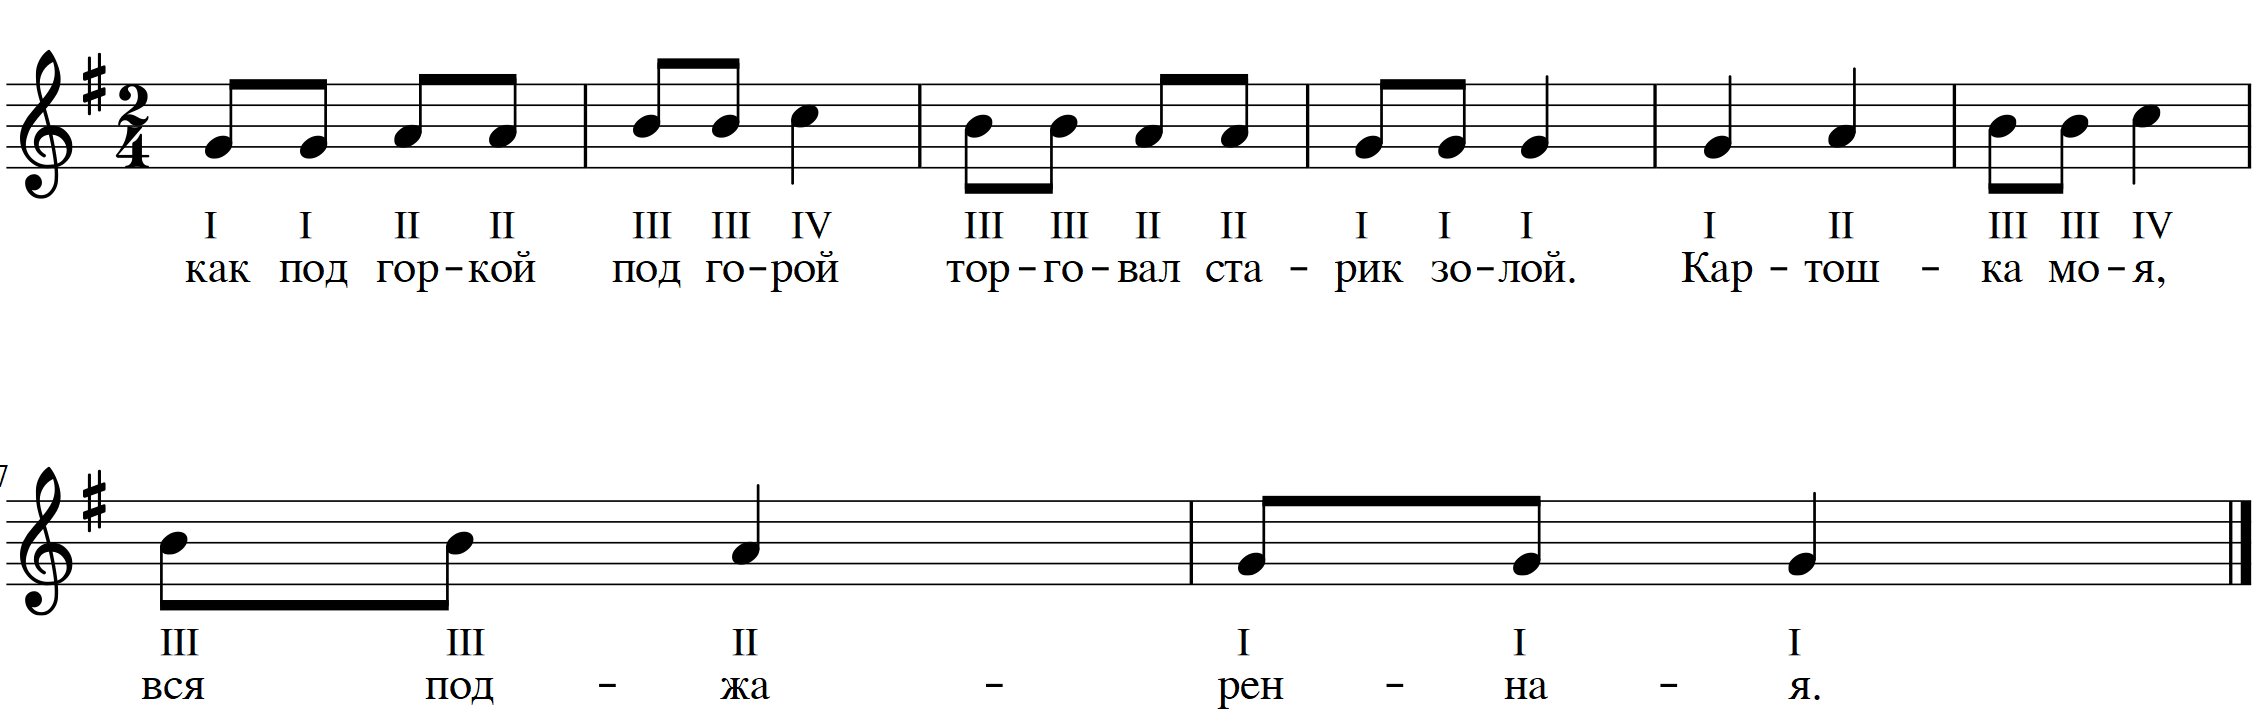 2
4
I I II II III III IV III III II II I I I I II III III IV
как под гор-кой под го-рой тор-го-вал ста-рик зо-лой. Кар-тош-ка мо-я,
7
III III II I I I
вся под-жа-рен-на-я.